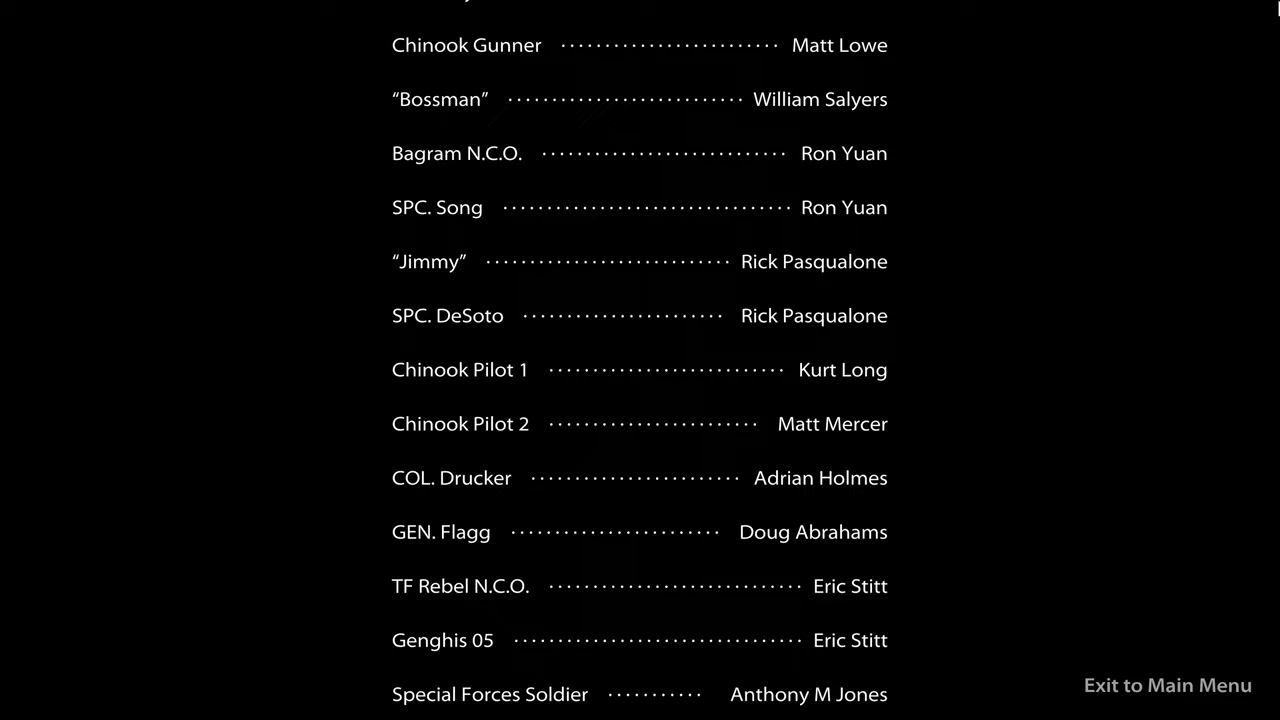 Chinook Gunner ························· Matt Lowe
“Bossman” ··························· William Salyers
Bagram N.C.O. ···························· Ron Yuan
SPC. Song ································· Ron Yuan
“Jimmy” ···························· Rick Pasqualone
SPC. DeSoto ······················· Rick Pasqualone
Chinook Pilot 1 ··························· Kurt Long
Chinook Pilot 2 ························ Matt Mercer
COL. Drucker ························ Adrian Holmes
GEN. Flagg ························ Doug Abrahams
TF Rebel N.C.O. ····························· Eric Stitt
Genghis 05 ································· Eric Stitt
Special Forces Soldier ··········· Anthony M Jones
Exit to Main Menu